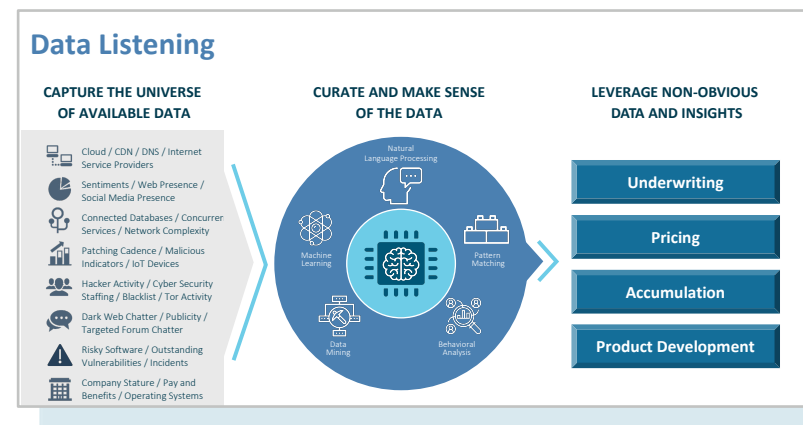 Data Listening
CAPTURE THE UNIVERSE
OF AVAILABLE DATA
Cloud / CDN / DNS / Internet
Service Providers
Sentiments / Web Presence /
Social Media Presence
Connected Databases / Concurren
Services / Network Complexity
Patching Cadence / Malicious
Indicators / IoT Devices
Hacker Activity / Cyber Security
Staffing / Blacklist / Tor Activity
Dark Web Chatter / Publicity /
Targeted Forum Chatter
Risky Software / Outstanding
Vulnerabilities / Incidents
Company Stature / Pay and
Benefits / Operating Systems
CURATE AND MAKE SENSE
OF THE DATA
Natural
Language Processing
Machine
Learning
Pattern
Matching
Data
Mining
Behavioral
Analysis
LEVERAGE NON-OBVIOUS
DATA AND INSIGHTS
Underwriting
Pricing
Accumulation
Product Development